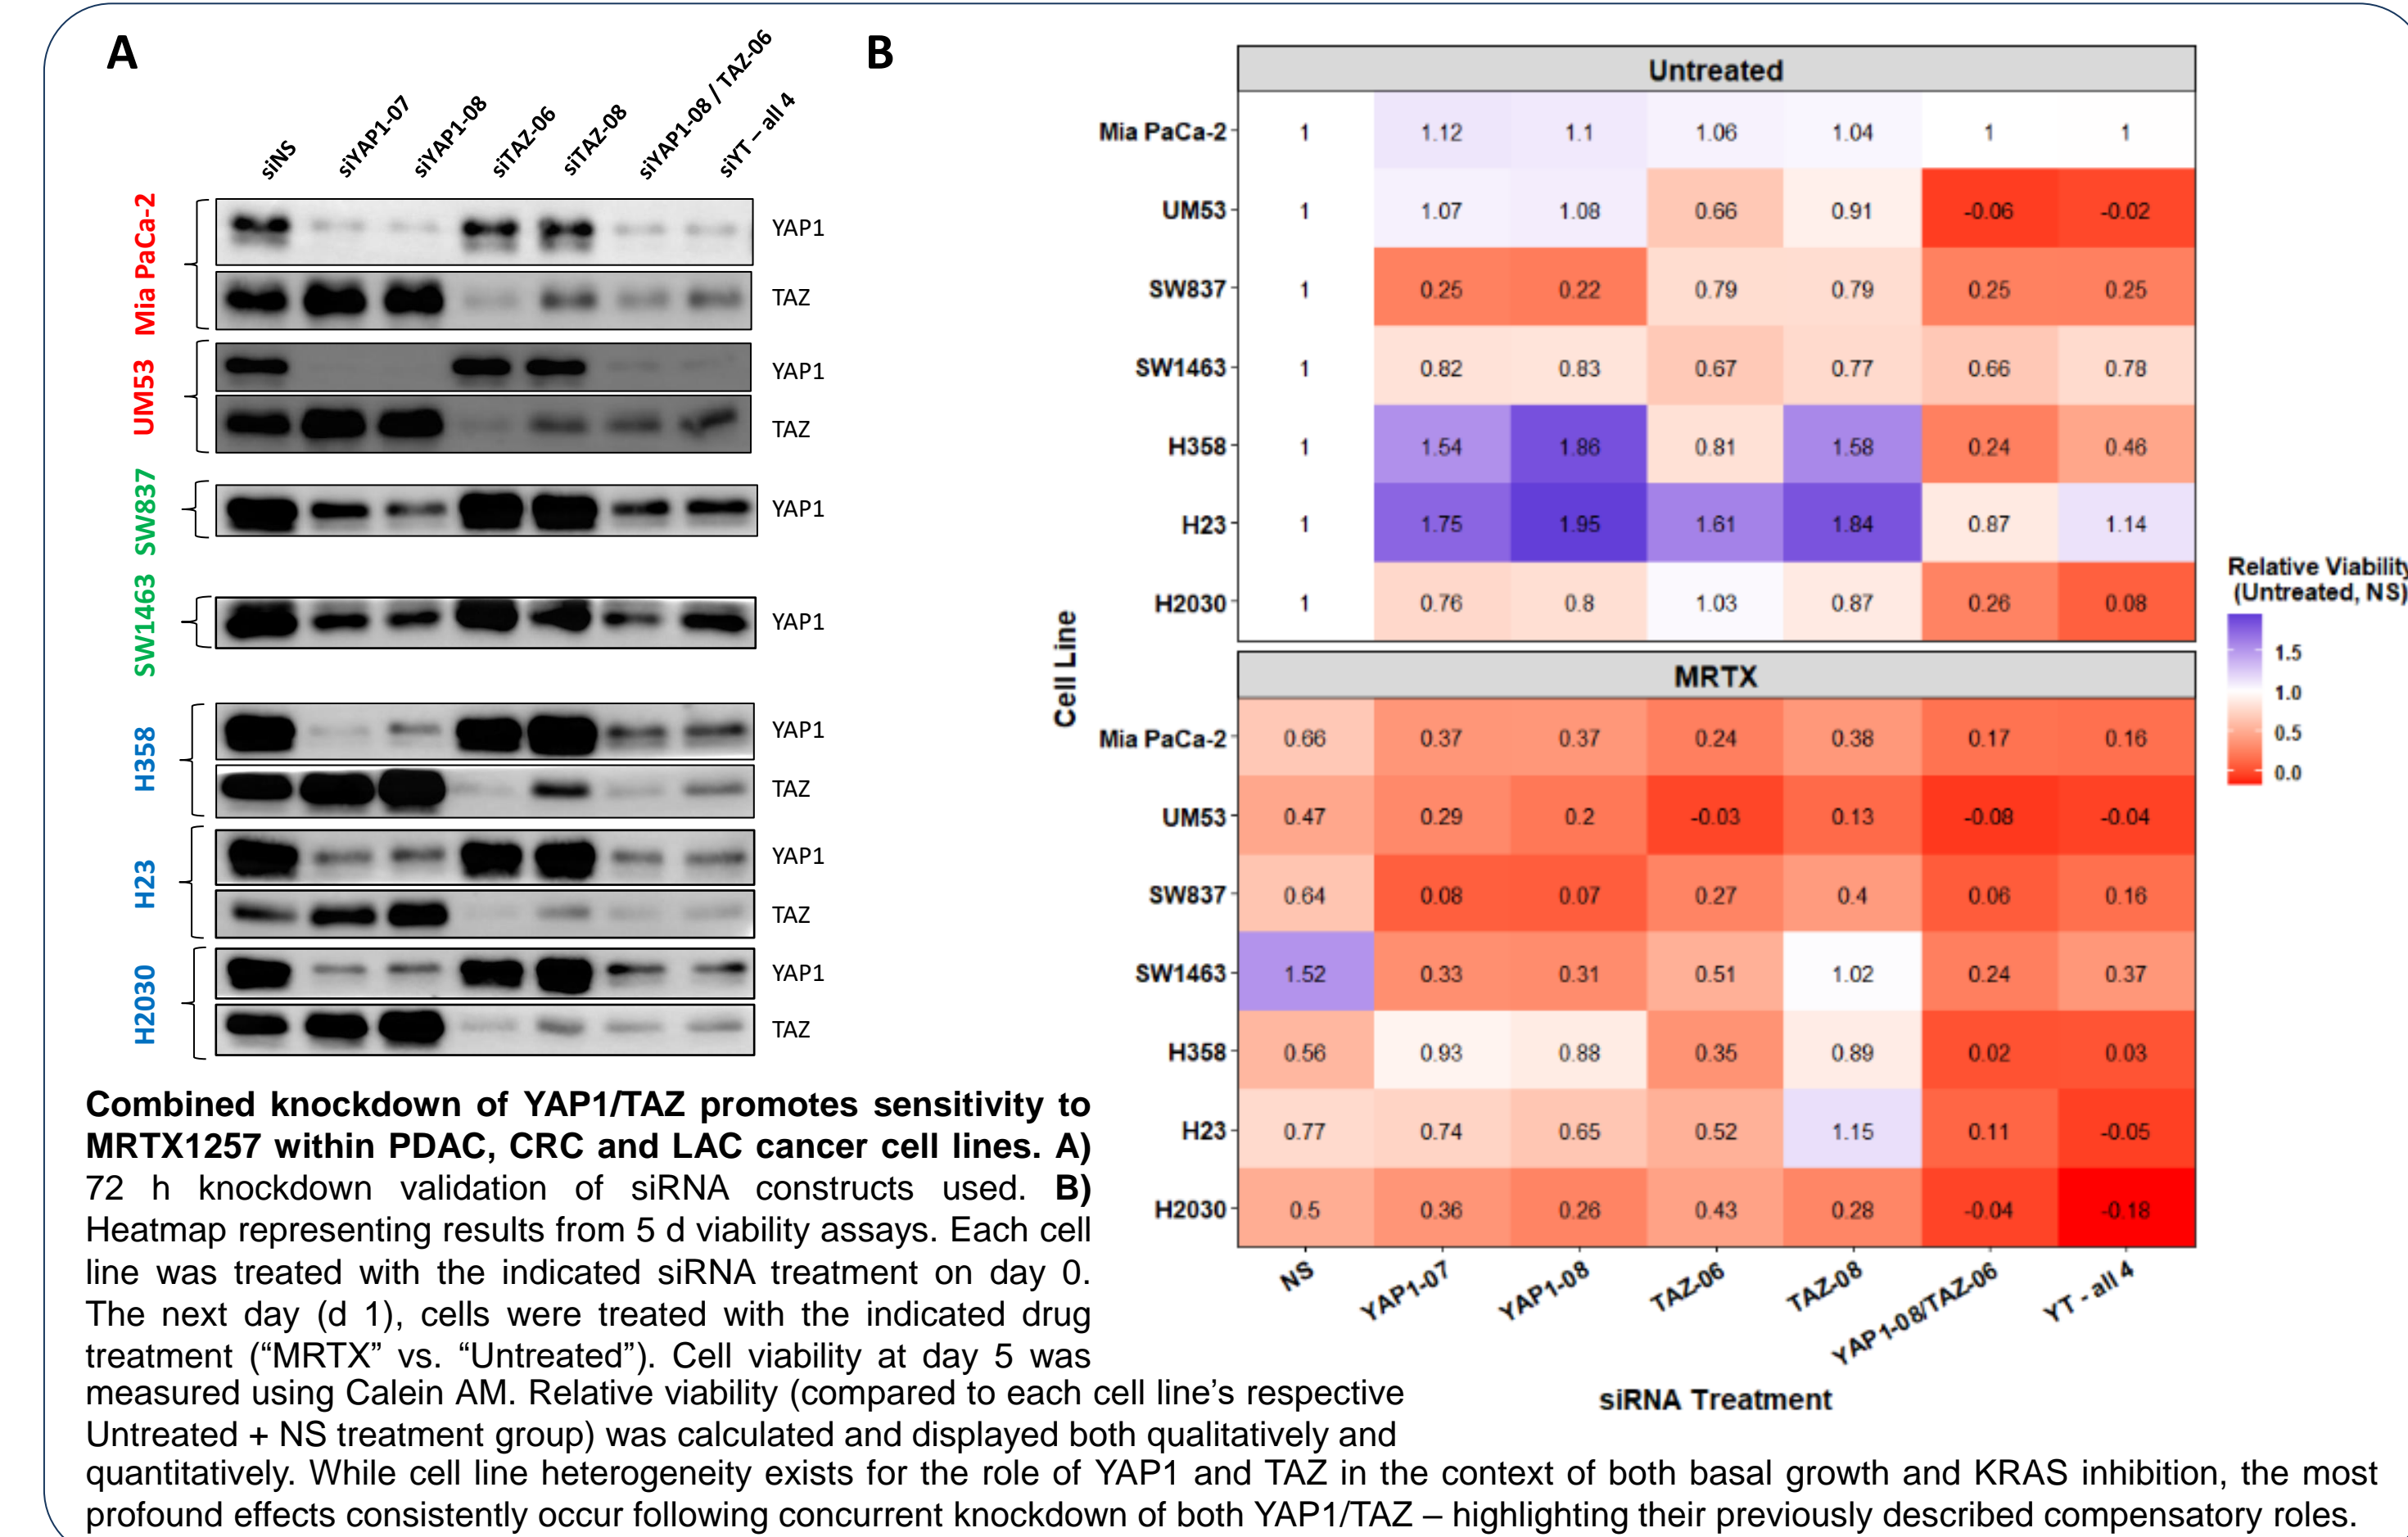 A
siNS
siYAP1-07
siYAP1-08
siTAZ-06
siTAZ-08
siYAP1-08 / TAZ-06
siYT – all 4
Mia PaCa-2
YAP1
TAZ
UM53
YAP1
TAZ
SW837
YAP1
SW1463
YAP1
H358
YAP1
TAZ
H23
YAP1
TAZ
H2030
YAP1
TAZ
B
Untreated
Mia PaCa-2 1 1.12 1.1 1.06 1.04 1 1
UM53 1 1.07 1.08 0.66 0.91 -0.06 -0.02
SW837 1 0.25 0.22 0.79 0.79 0.25 0.25
SW1463 1 0.82 0.83 0.67 0.77 0.66 0.78
H358 1 1.54 1.86 0.81 1.58 0.24 0.46
H23 1 1.75 1.95 1.61 1.84 0.87 1.14
H2030 1 0.76 0.8 1.03 0.87 0.26 0.08
Cell Line
MRTX
Mia PaCa-2 0.66 0.37 0.37 0.24 0.38 0.17 0.16
UM53 0.47 0.29 0.2 -0.03 0.13 -0.08 -0.04
SW837 0.64 0.08 0.07 0.27 0.4 0.06 0.16
SW1463 1.52 0.33 0.31 0.51 1.02 0.24 0.37
H358 0.56 0.93 0.88 0.35 0.89 0.02 0.03
H23 0.77 0.74 0.65 0.52 1.15 0.11 -0.05
H2030 0.5 0.36 0.26 0.43 0.28 -0.04 -0.18
NS YAP1-07 YAP1-08 TAZ-06 TAZ-08 YAP1-08/TAZ-06 YT - all 4
siRNA Treatment
Relative Viability
(Untreated, NS)
1.5
1.0
0.5
0.0
Combined knockdown of YAP1/TAZ promotes sensitivity to
MRTX1257 within PDAC, CRC and LAC cancer cell lines. A)
72 h knockdown validation of siRNA constructs used. B)
Heatmap representing results from 5 d viability assays. Each cell
line was treated with the indicated siRNA treatment on day 0.
The next day (d 1), cells were treated with the indicated drug
treatment (“MRTX” vs. “Untreated”). Cell viability at day 5 was
measured using Calein AM. Relative viability (compared to each cell line’s respective
Untreated + NS treatment group) was calculated and displayed both qualitatively and
quantitatively. While cell line heterogeneity exists for the role of YAP1 and TAZ in the context of both basal growth and KRAS inhibition, the most
profound effects consistently occur following concurrent knockdown of both YAP1/TAZ – highlighting their previously described compensatory roles.